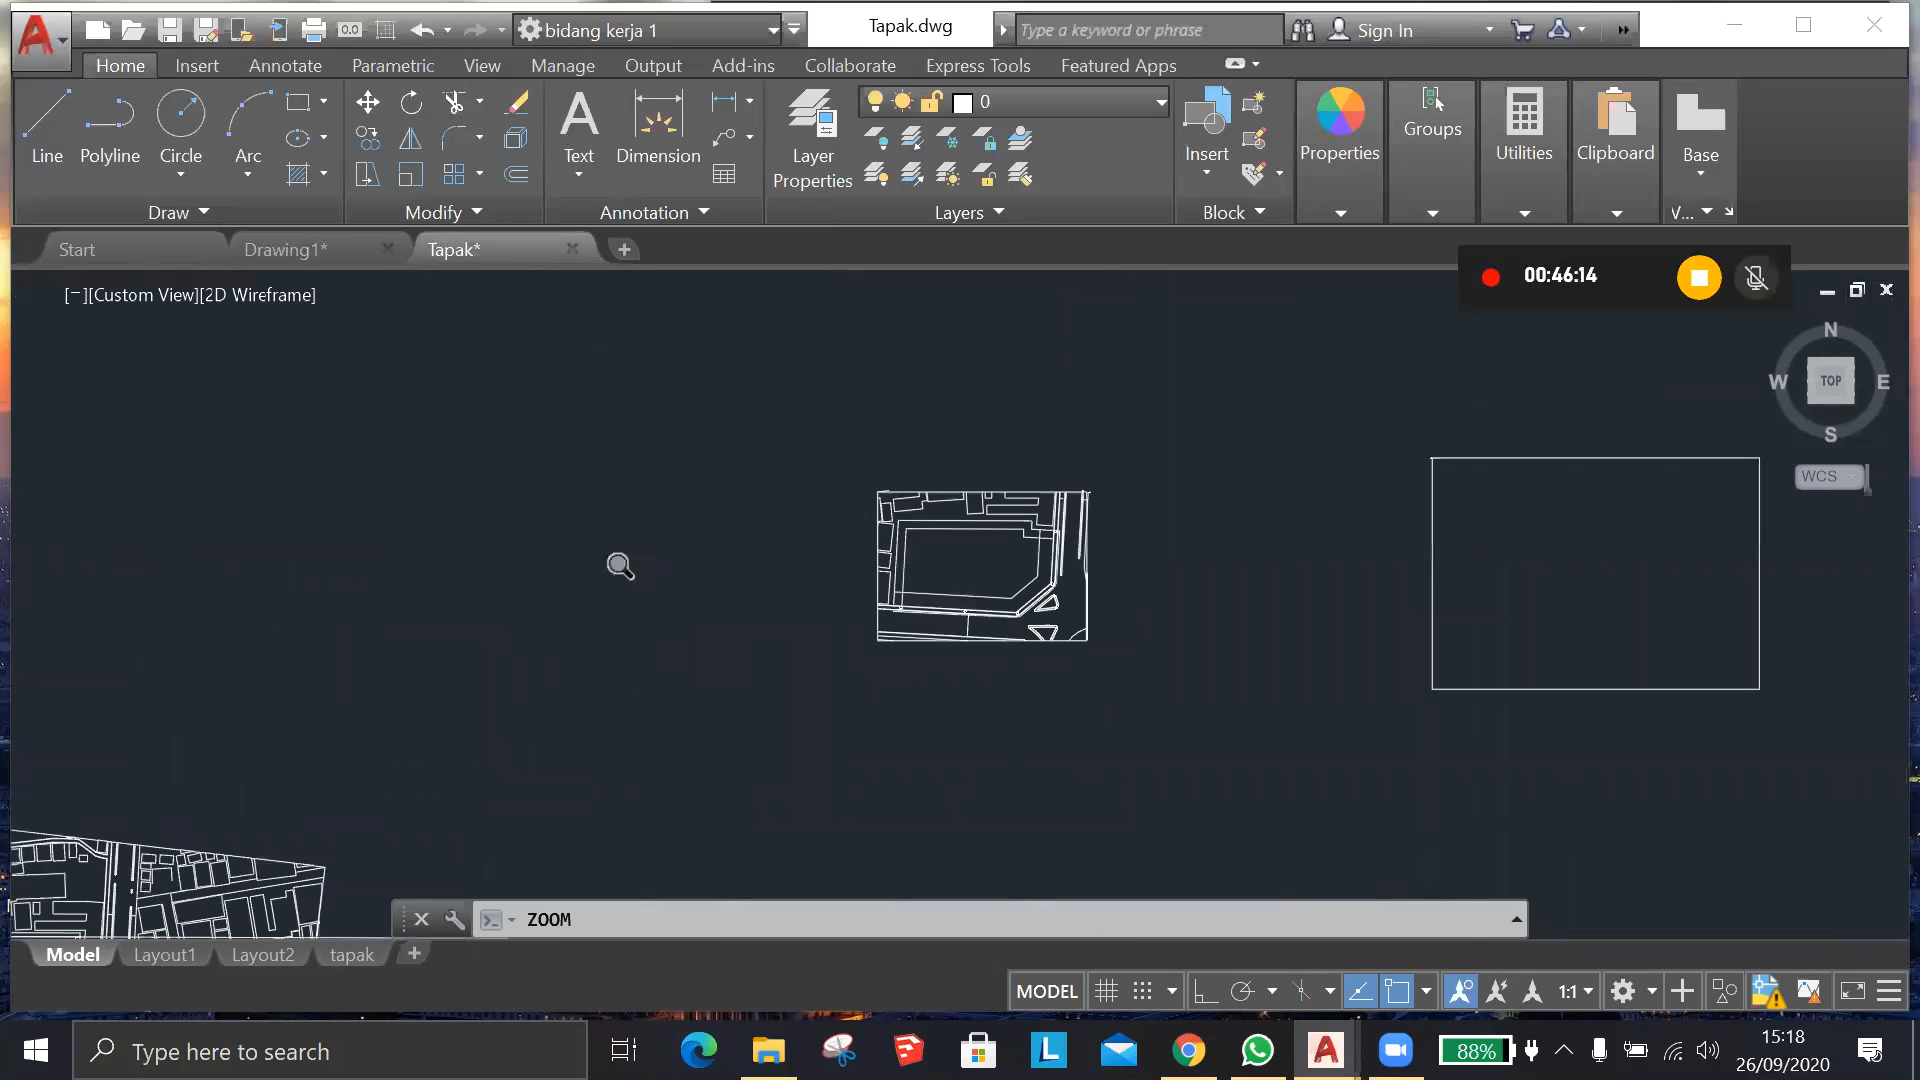 bidang kerja 1
Tapak.dwg
Type a keyword or phrase
Sign In
Home Insert Annotate Parametric View Manage Output Add-ins Collaborate Express Tools Featured Apps
Line Polyline Circle Arc
Text Dimension
Layer Properties
0
Insert
Properties
Groups
Utilities
Clipboard
Base
Draw Modify Annotation Layers Block V...
Start Drawing1* Tapak*
[−][Custom View][2D Wireframe]
00:46:14
N
W TOP E
S
WCS
ZOOM
Model Layout1 Layout2 tapak
MODEL 1:1
Type here to search
88%
15:18
26/09/2020